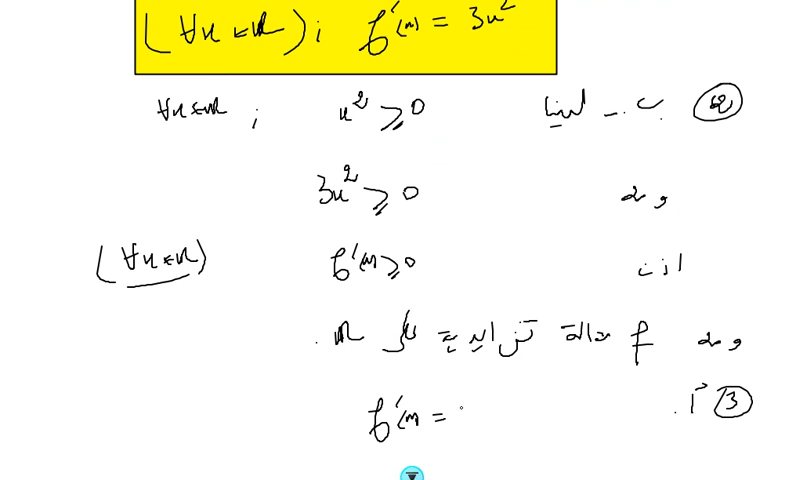 (∀x∈ℝ) ; f'(x) = 3x²
② ب - لدينا x² ≥ 0 ; ∀x∈ℝ
ومنه 3x² ≥ 0
اذن f'(x) ≥ 0 (∀x∈ℝ)
ومنه f دالة تزايدية على ℝ .
③ أ . f'(x) =